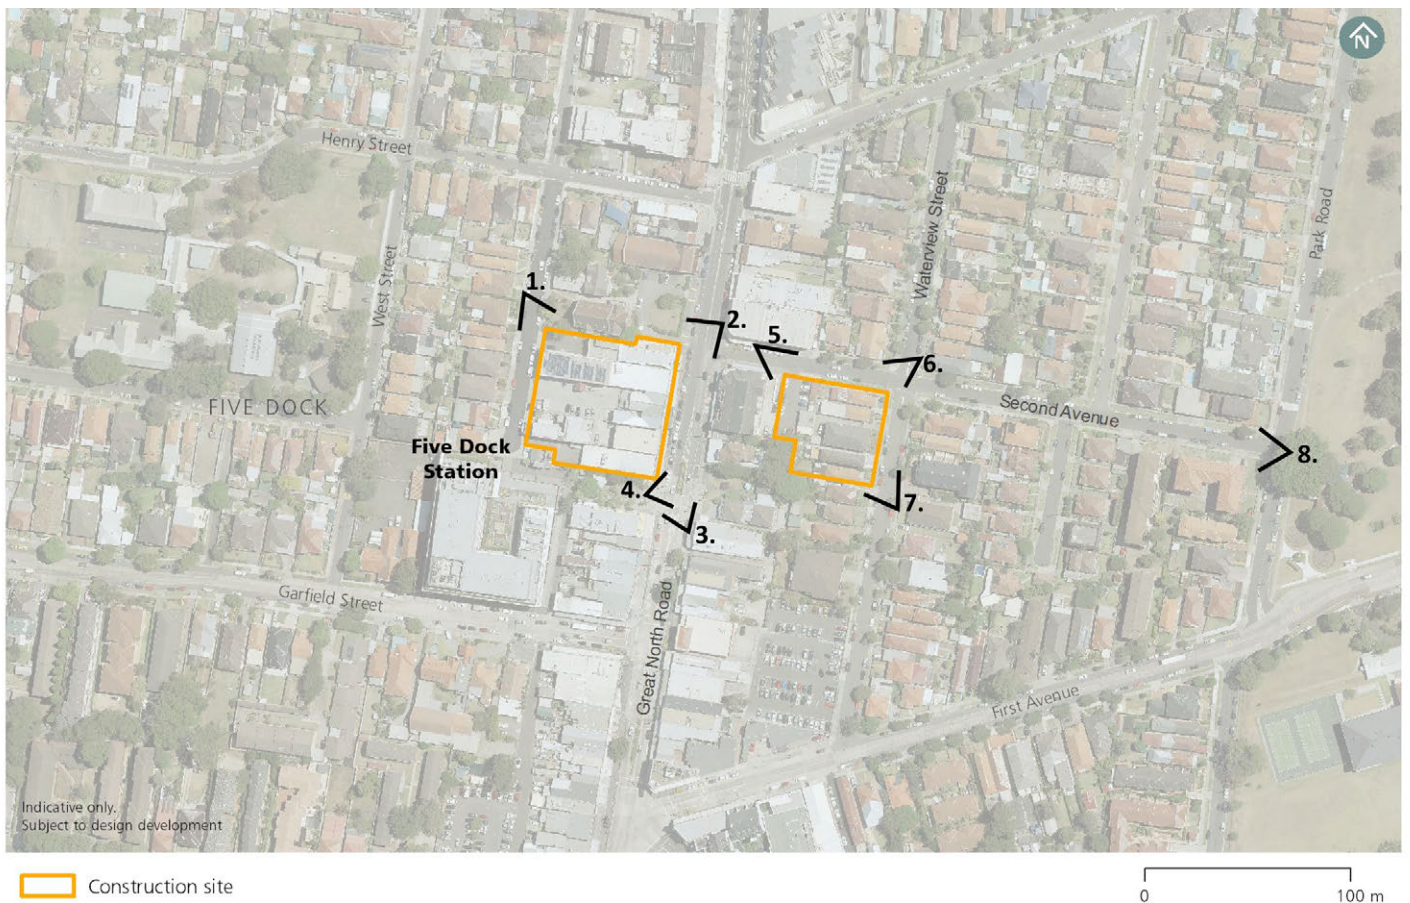 N
Henry Street
Waterview Street
Park Road
West Street
1.
2.
5.
6.
FIVE DOCK
Second Avenue
Five Dock
Station
8.
4.
7.
3.
Garfield Street
Great North Road
First Avenue
Indicative only.
Subject to design development
Construction site
0
100 m